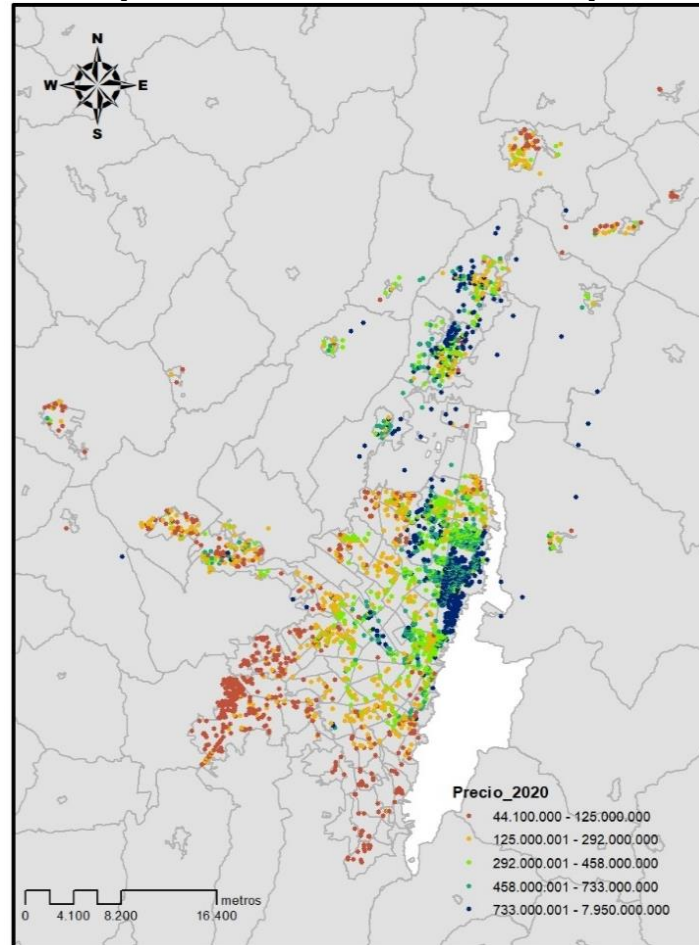 N
W E
S
Precio_2020
44.100.000 - 125.000.000
125.000.001 - 292.000.000
292.000.001 - 458.000.000
458.000.001 - 733.000.000
733.000.001 - 7.950.000.000
metros
0 4.100 8.200 16.400